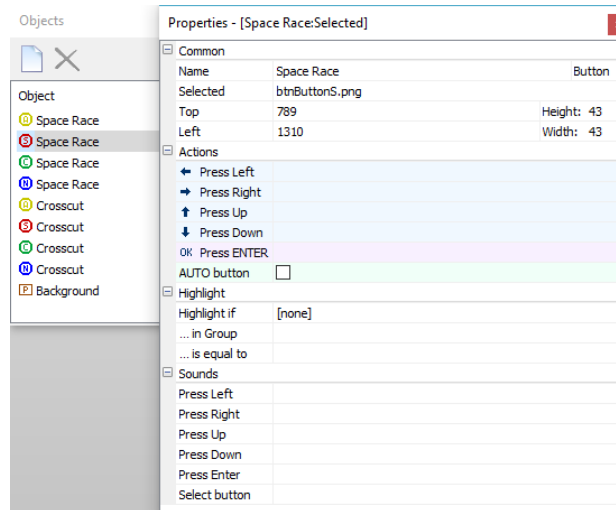 Objects
Object
A Space Race
S Space Race
C Space Race
N Space Race
A Crosscut
S Crosscut
C Crosscut
N Crosscut
P Background
Properties - [Space Race:Selected]
Common
Name Space Race Button
Selected btnButtonS.png
Top 789 Height: 43
Left 1310 Width: 43
Actions
Press Left
Press Right
Press Up
Press Down
OK Press ENTER
AUTO button
Highlight
Highlight if [none]
... in Group
... is equal to
Sounds
Press Left
Press Right
Press Up
Press Down
Press Enter
Select button